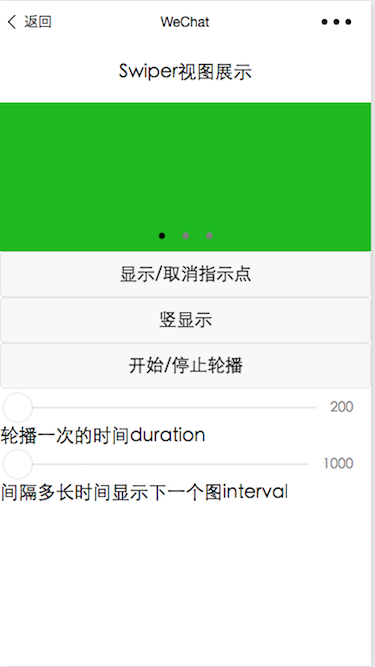 返回 WeChat
Swiper视图展示
显示/取消指示点
竖显示
开始/停止轮播
200
轮播一次的时间duration
1000
间隔多长时间显示下一个图interval